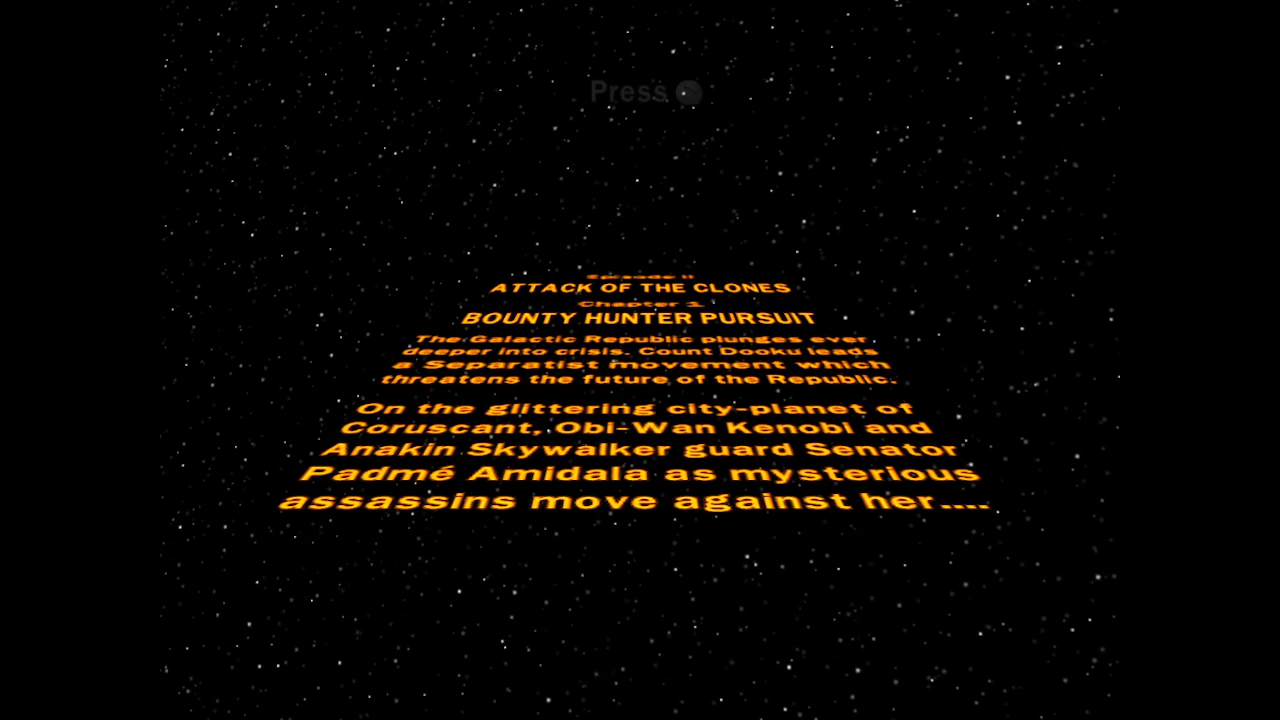 Press
Episode II
ATTACK OF THE CLONES
Chapter 1
BOUNTY HUNTER PURSUIT
The Galactic Republic plunges ever
deeper into crisis. Count Dooku leads
a Separatist movement which
threatens the future of the Republic.
On the glittering city-planet of
Coruscant, Obi-Wan Kenobi and
Anakin Skywalker guard Senator
Padmé Amidala as mysterious
assassins move against her....